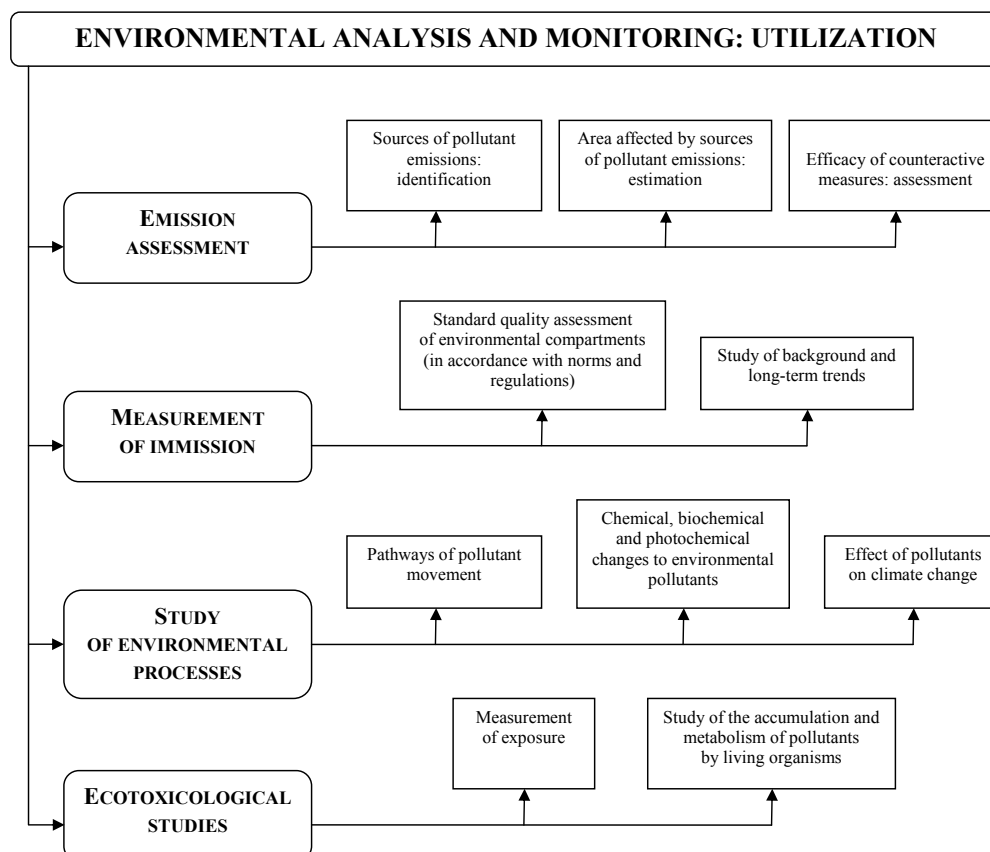 ENVIRONMENTAL ANALYSIS AND MONITORING: UTILIZATION
Sources of pollutant
emissions:
identification
Area affected by sources
of pollutant emissions:
estimation
Efficacy of counteractive
measures: assessment
EMISSION
ASSESSMENT
Standard quality assessment
of environmental compartments
(in accordance with norms and
regulations)
Study of background and
long-term trends
MEASUREMENT
OF IMMISSION
Pathways of pollutant
movement
Chemical, biochemical
and photochemical
changes to environmental
pollutants
Effect of pollutants
on climate change
STUDY
OF ENVIRONMENTAL
PROCESSES
Measurement
of exposure
Study of the accumulation and
metabolism of pollutants
by living organisms
ECOTOXICOLOGICAL
STUDIES